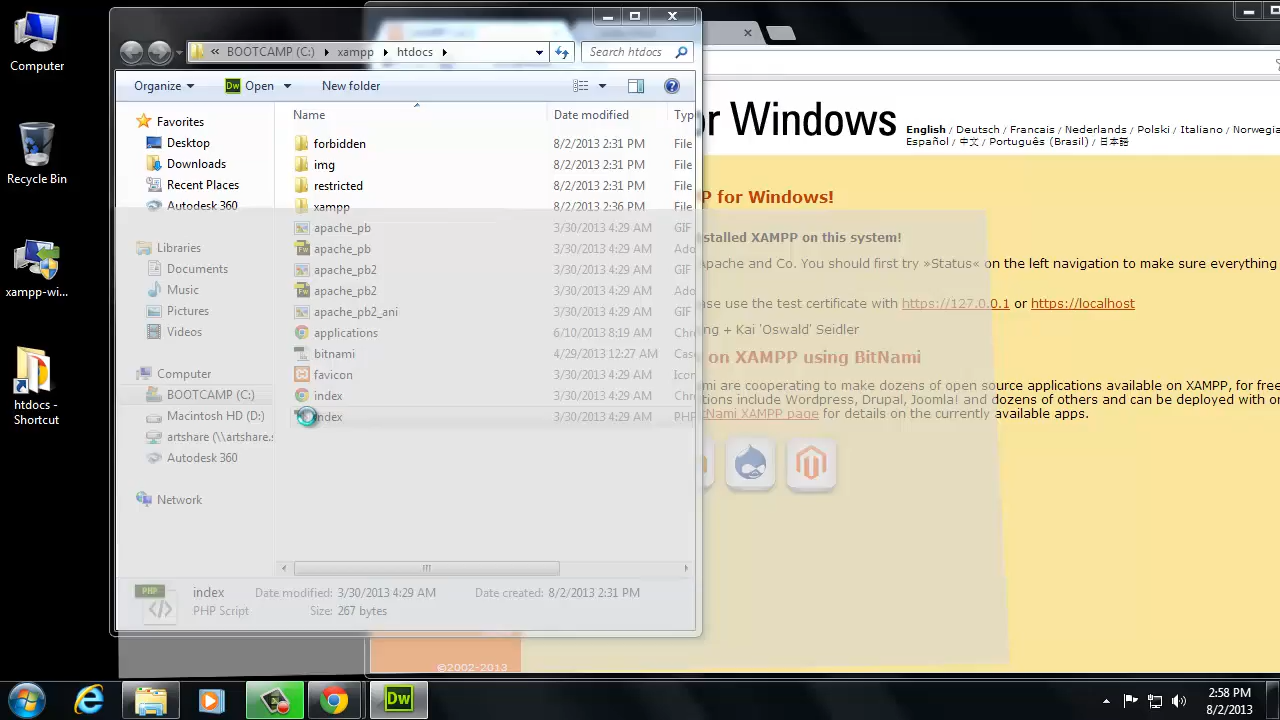 Computer
Recycle Bin
xampp-wi...
htdocs -
Shortcut
« BOOTCAMP (C:) ▸ xampp ▸ htdocs ▸
Search htdocs
Organize
Dw Open
New folder
Name
Date modified
Typ
Favorites
Desktop
Downloads
Recent Places
Autodesk 360
Libraries
Documents
Music
Pictures
Videos
Computer
BOOTCAMP (C:)
Macintosh HD (D:)
artshare (\\artshare.s
Autodesk 360
Network
forbidden 8/2/2013 2:31 PM File
img 8/2/2013 2:31 PM File
restricted 8/2/2013 2:31 PM File
xampp 8/2/2013 2:36 PM File
apache_pb 3/30/2013 4:29 AM GIF
apache_pb 3/30/2013 4:29 AM Ado
apache_pb2 3/30/2013 4:29 AM GIF
apache_pb2 3/30/2013 4:29 AM Ado
apache_pb2_ani 3/30/2013 4:29 AM GIF
applications 6/10/2013 8:19 AM Chr
bitnami 4/29/2013 12:27 AM Casc
favicon 3/30/2013 4:29 AM Icon
index 3/30/2013 4:29 AM Chr
index 3/30/2013 4:29 AM PHP
PHP
index
PHP Script
Date modified: 3/30/2013 4:29 AM
Size: 267 bytes
Date created: 8/2/2013 2:31 PM
or Windows
English / Deutsch / Francais / Nederlands / Polski / Italiano / Norwegia
Español / 中文 / Português (Brasil) / 日本語
P for Windows!
stalled XAMPP on this system!
Apache and Co. You should first try »Status« on the left navigation to make sure everything
ase use the test certificate with https://127.0.0.1 or https://localhost
ng + Kai 'Oswald' Seidler
on XAMPP using BitNami
ami are cooperating to make dozens of open source applications available on XAMPP, for free
tions include Wordpress, Drupal, Joomla! and dozens of others and can be deployed with on
tNami XAMPP page for details on the currently available apps.
©2002-2013
Dw
2:58 PM
8/2/2013